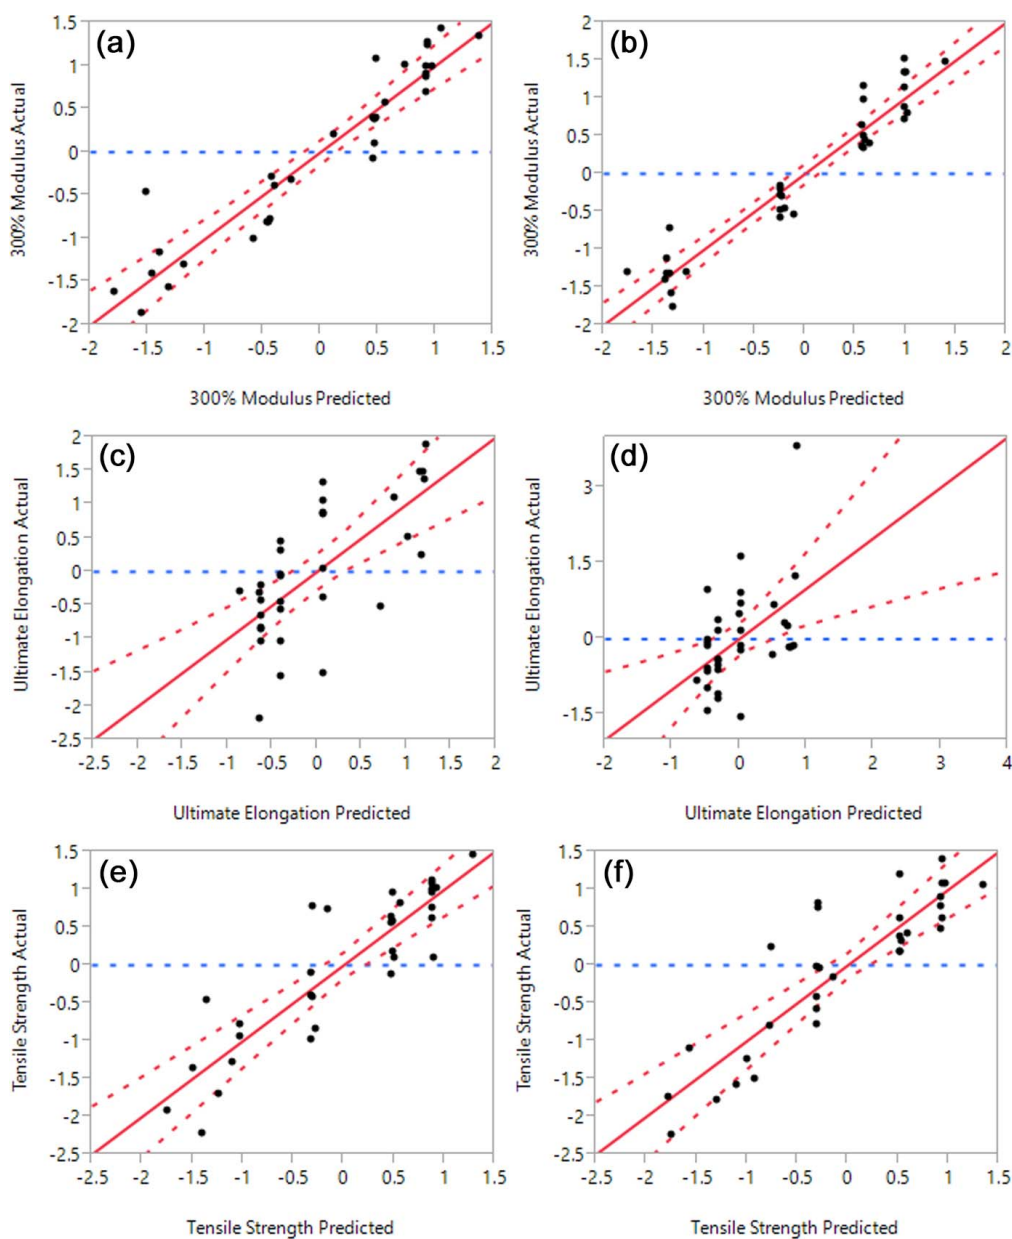 (a)
300% Modulus Actual
1.5
1
0.5
0
-0.5
-1
-1.5
-2
-2 -1.5 -1 -0.5 0 0.5 1 1.5
300% Modulus Predicted
(b)
300% Modulus Actual
2
1.5
1
0.5
0
-0.5
-1
-1.5
-2
-2 -1.5 -1 -0.5 0 0.5 1 1.5 2
300% Modulus Predicted
(c)
Ultimate Elongation Actual
2
1.5
1
0.5
0
-0.5
-1
-1.5
-2
-2.5
-2.5 -2 -1.5 -1 -0.5 0 0.5 1 1.5 2
Ultimate Elongation Predicted
(d)
Ultimate Elongation Actual
3
1.5
0
-1.5
-2 -1 0 1 2 3 4
Ultimate Elongation Predicted
(e)
Tensile Strength Actual
1.5
1
0.5
0
-0.5
-1
-1.5
-2
-2.5
-2.5 -2 -1.5 -1 -0.5 0 0.5 1 1.5
Tensile Strength Predicted
(f)
Tensile Strength Actual
1.5
1
0.5
0
-0.5
-1
-1.5
-2
-2.5
-2.5 -2 -1.5 -1 -0.5 0 0.5 1 1.5
Tensile Strength Predicted